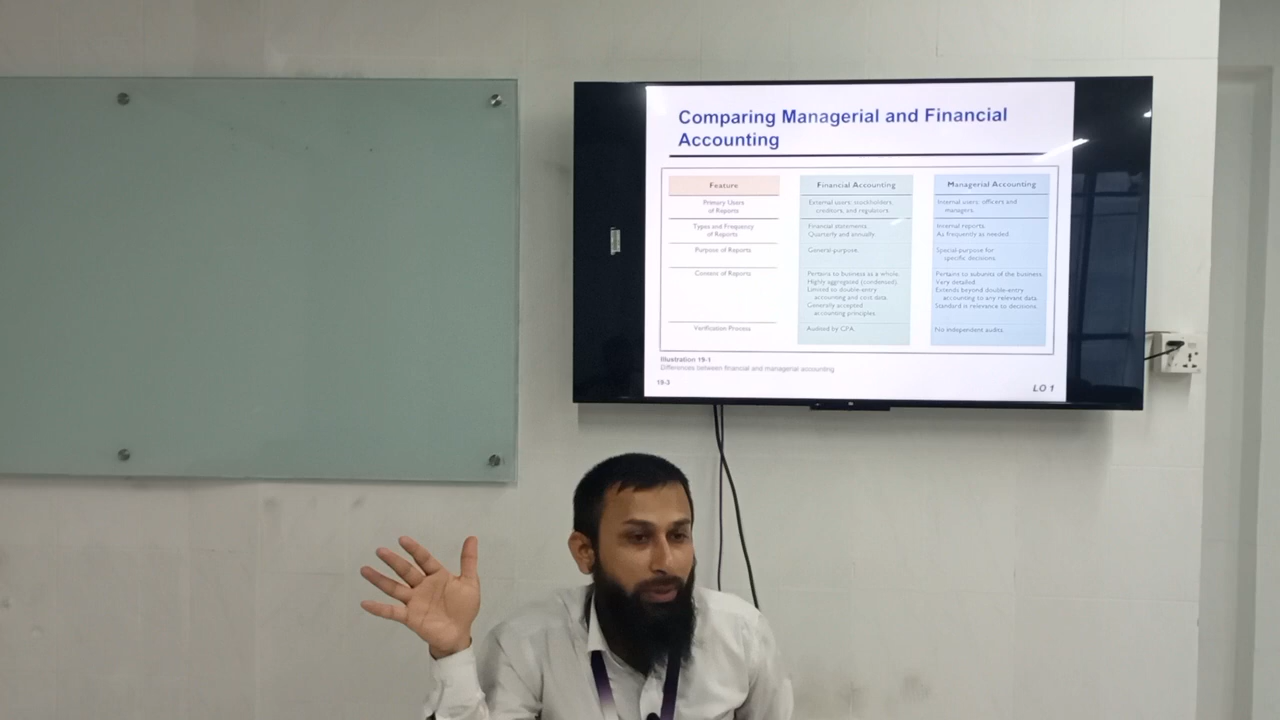 Comparing Managerial and Financial
Accounting
Feature
Financial Accounting
Managerial Accounting
Primary Users
of Reports
External users: stockholders,
creditors, and regulators.
Internal users: officers and
managers.
Types and Frequency
of Reports
Financial statements.
Quarterly and annually.
Internal reports.
As frequently as needed.
Purpose of Reports
General-purpose.
Special-purpose for
specific decisions.
Content of Reports
Pertains to business as a whole.
Highly aggregated (condensed).
Limited to double-entry
accounting and cost data.
Generally accepted
accounting principles.
Pertains to subunits of the business.
Very detailed.
Extends beyond double-entry
accounting to any relevant data.
Standard is relevance to decisions.
Verification Process
Audited by CPA.
No independent audits.
Illustration 19-1
Differences between financial and managerial accounting
19-3
LO 1